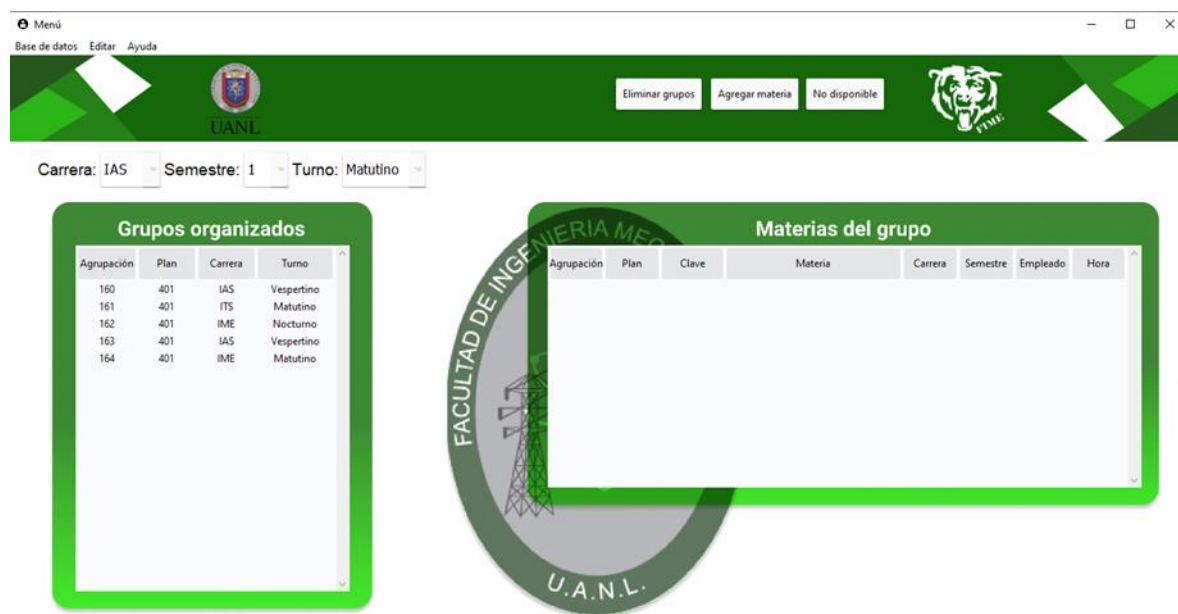 Menú
Base de datos Editar Ayuda
UANL
Eliminar grupos Agregar materia No disponible
FIME
Carrera: IAS Semestre: 1 Turno: Matutino
Grupos organizados
Agrupación Plan Carrera Turno
160 401 IAS Vespertino
161 401 ITS Matutino
162 401 IME Nocturno
163 401 IAS Vespertino
164 401 IME Matutino
Materias del grupo
Agrupación Plan Clave Materia Carrera Semestre Empleado Hora
FACULTAD DE INGENIERIA
U.A.N.L.